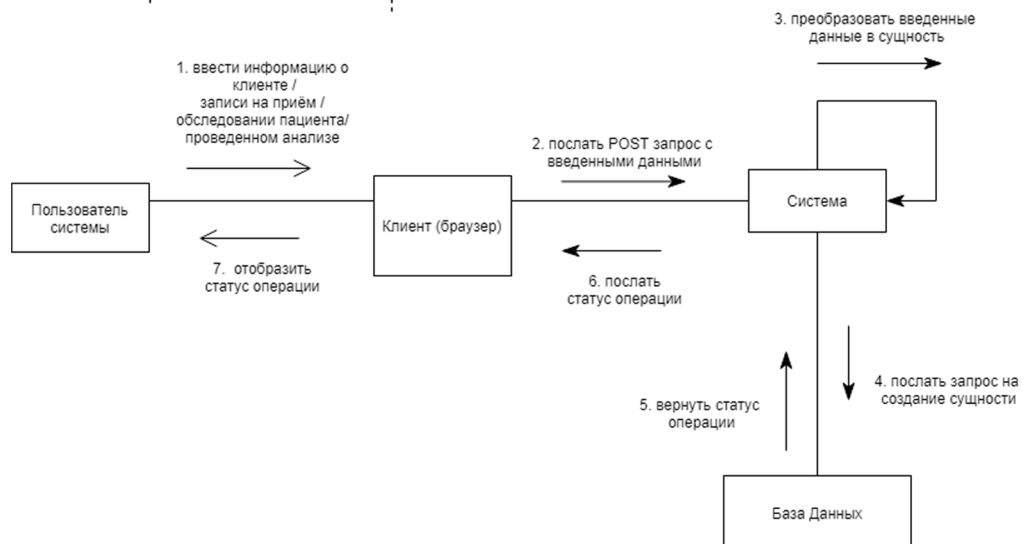 3. преобразовать введенные
данные в сущность
1. ввести информацию о
клиенте /
записи на приём /
обследовании пациента/
проведенном анализе
2. послать POST запрос с
введенными данными
Пользователь
системы
Клиент (браузер)
Система
7. отобразить
статус операции
6. послать
статус операции
5. вернуть статус
операции
4. послать запрос на
создание сущности
База Данных